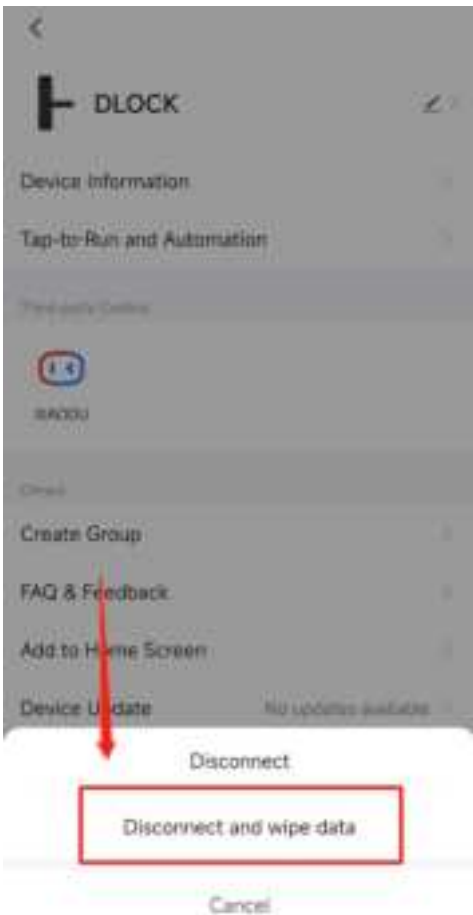 DLOCK
Device Information
Tap-to-Run and Automation
Create Group
FAQ & Feedback
Add to Home Screen
Device Update No updates available
Disconnect
Disconnect and wipe data
Cancel